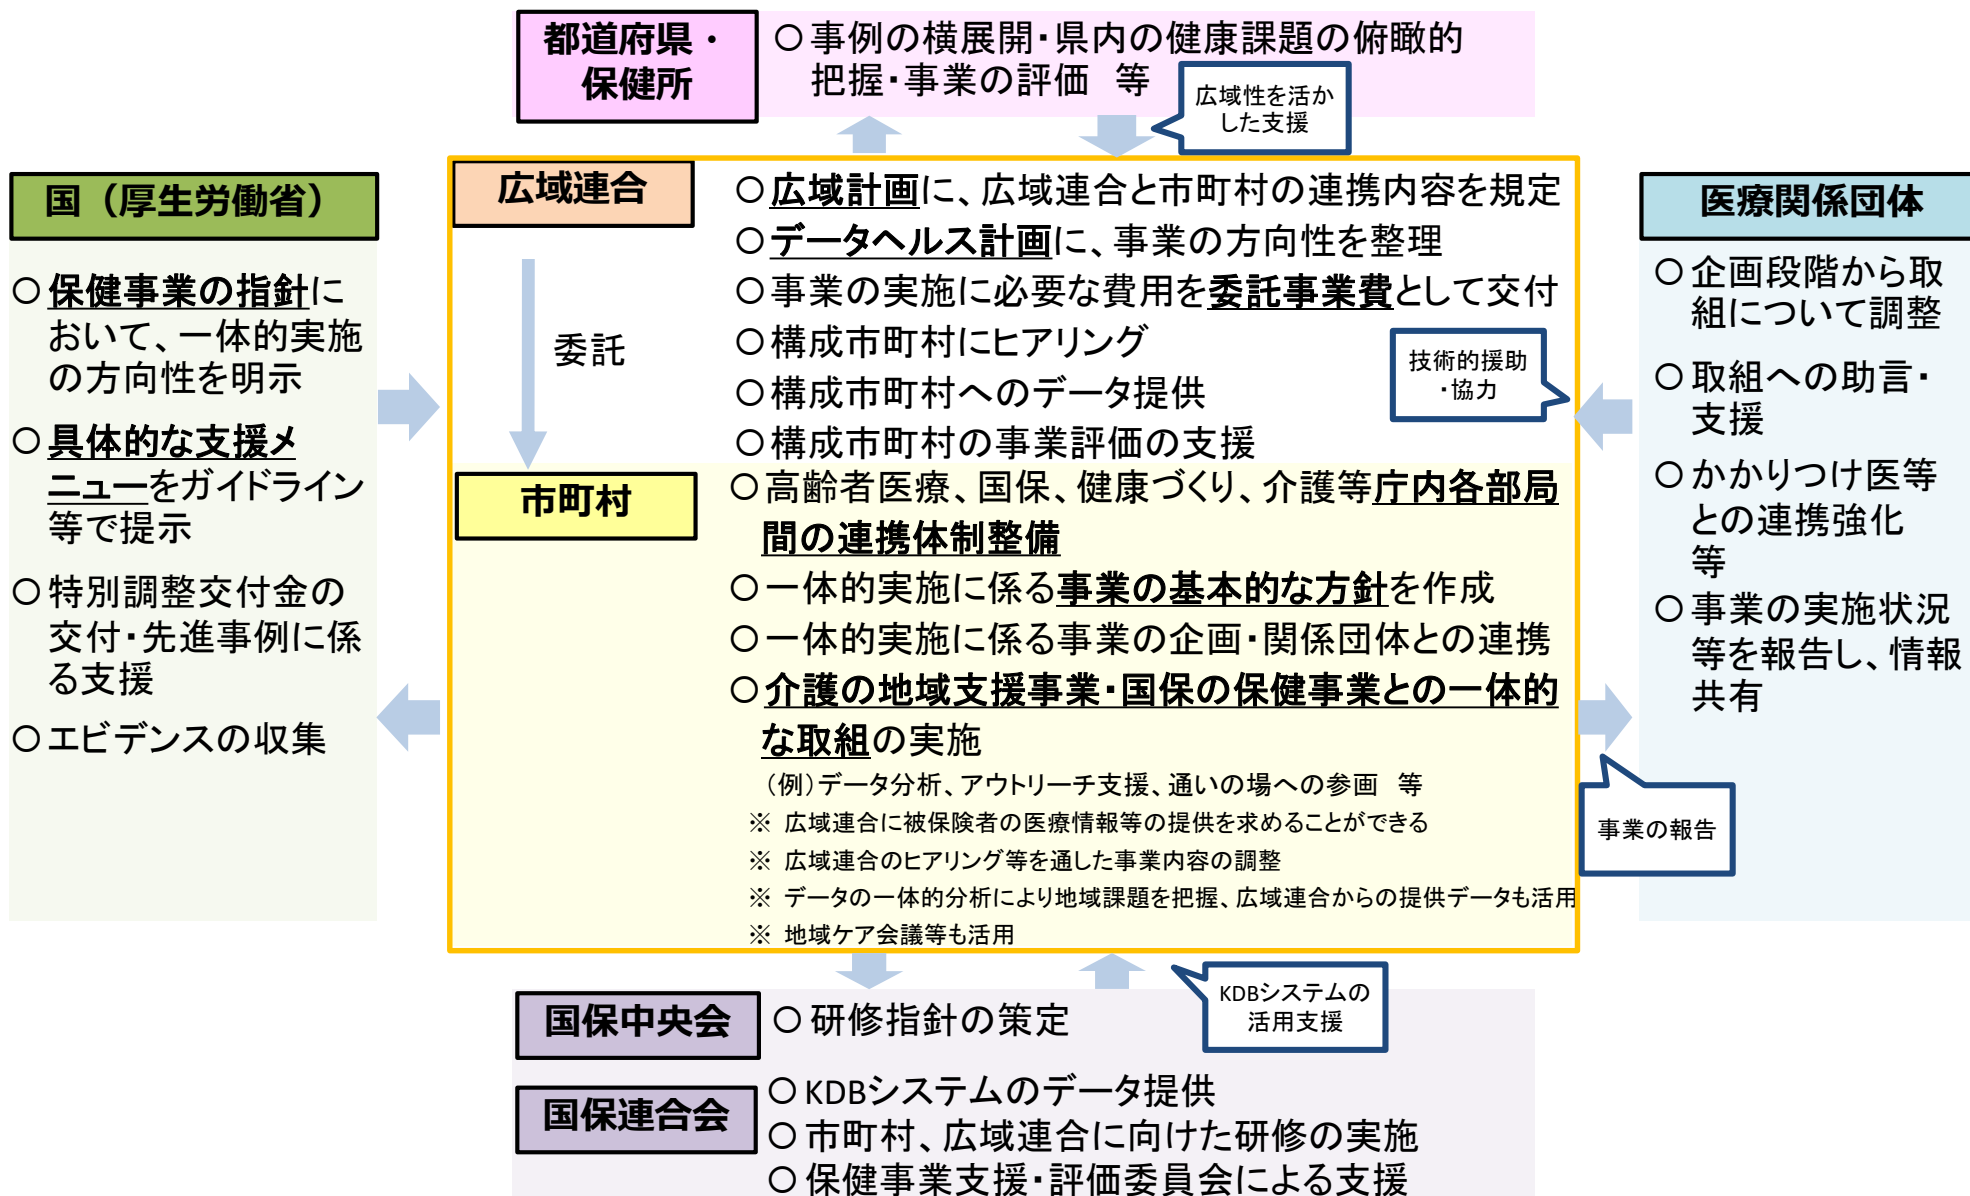 都道府県・
保健所
○事例の横展開・県内の健康課題の俯瞰的
把握・事業の評価　等
広域性を活か
した支援
国（厚生労働省）
○保健事業の指針に
おいて、一体的実施
の方向性を明示
○具体的な支援メ
ニューをガイドライン
等で提示
○特別調整交付金の
交付・先進事例に係
る支援
○エビデンスの収集
広域連合
委託
○広域計画に、広域連合と市町村の連携内容を規定
○データヘルス計画に、事業の方向性を整理
○事業の実施に必要な費用を委託事業費として交付
○構成市町村にヒアリング
○構成市町村へのデータ提供
○構成市町村の事業評価の支援
技術的援助
・協力
市町村
○高齢者医療、国保、健康づくり、介護等庁内各部局
間の連携体制整備
○一体的実施に係る事業の基本的な方針を作成
○一体的実施に係る事業の企画・関係団体との連携
○介護の地域支援事業・国保の保健事業との一体的
な取組の実施
（例）データ分析、アウトリーチ支援、通いの場への参画　等
※ 広域連合に被保険者の医療情報等の提供を求めることができる
※ 広域連合のヒアリング等を通した事業内容の調整
※ データの一体的分析により地域課題を把握、広域連合からの提供データも活用
※ 地域ケア会議等も活用
医療関係団体
○企画段階から取
組について調整
○取組への助言・
支援
○かかりつけ医等
との連携強化
等
○事業の実施状況
等を報告し、情報
共有
事業の報告
国保中央会
○研修指針の策定
KDBシステムの
活用支援
国保連合会
○KDBシステムのデータ提供
○市町村、広域連合に向けた研修の実施
○保健事業支援・評価委員会による支援